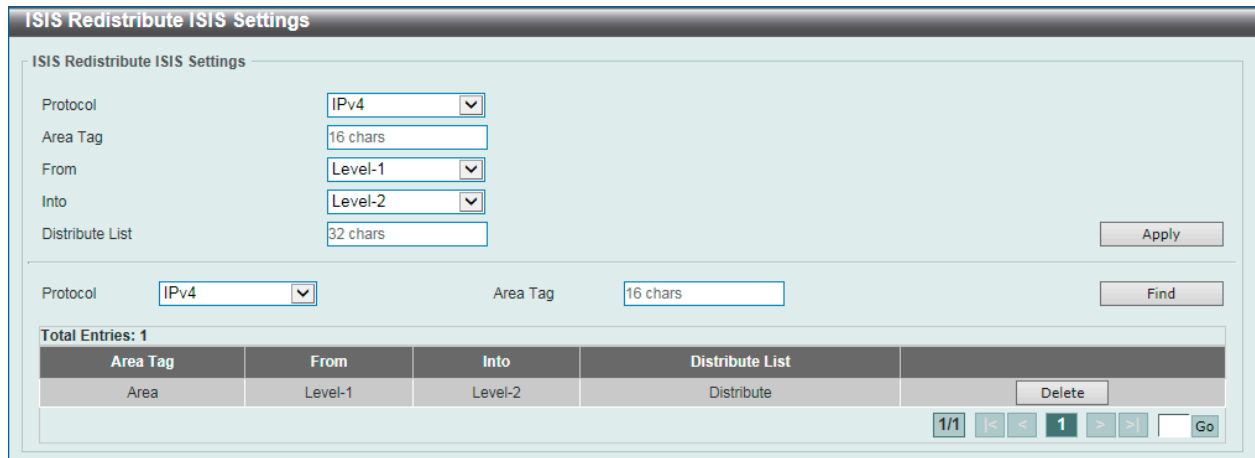 ISIS Redistribute ISIS Settings
ISIS Redistribute ISIS Settings
Protocol IPv4
Area Tag 16 chars
From Level-1
Into Level-2
Distribute List 32 chars Apply
Protocol IPv4 Area Tag 16 chars Find
Total Entries: 1
Area Tag From Into Distribute List
Area Level-1 Level-2 Distribute Delete
1/1 |< < 1 > >| Go